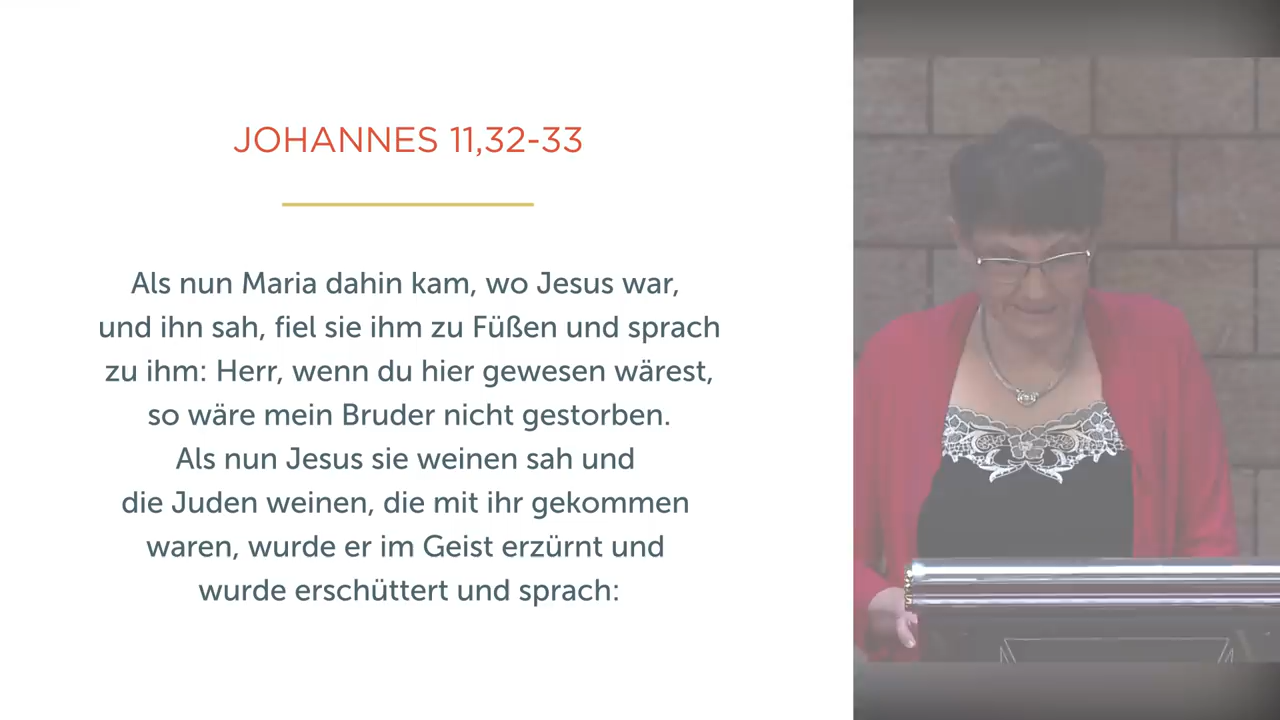 JOHANNES 11,32-33
Als nun Maria dahin kam, wo Jesus war,
und ihn sah, fiel sie ihm zu Füßen und sprach
zu ihm: Herr, wenn du hier gewesen wärest,
so wäre mein Bruder nicht gestorben.
Als nun Jesus sie weinen sah und
die Juden weinen, die mit ihr gekommen
waren, wurde er im Geist erzürnt und
wurde erschüttert und sprach: